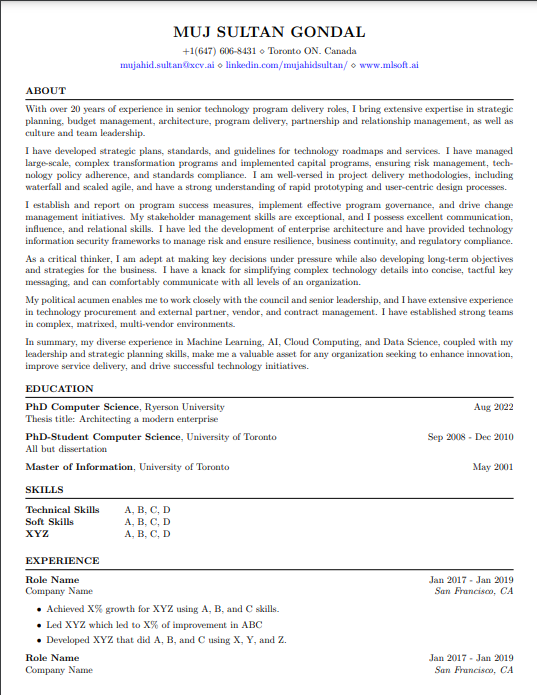 MUJ SULTAN GONDAL
+1(647) 606-8431 ⋄ Toronto ON. Canada
mujahid.sultan@xcv.ai ⋄ linkedin.com/mujahidsultan/ ⋄ www.mlsoft.ai
ABOUT
With over 20 years of experience in senior technology program delivery roles, I bring extensive expertise in strategic
planning, budget management, architecture, program delivery, partnership and relationship management, as well as
culture and team leadership.
I have developed strategic plans, standards, and guidelines for technology roadmaps and services. I have managed
large-scale, complex transformation programs and implemented capital programs, ensuring risk management, tech-
nology policy adherence, and standards compliance. I am well-versed in project delivery methodologies, including
waterfall and scaled agile, and have a strong understanding of rapid prototyping and user-centric design processes.
I establish and report on program success measures, implement effective program governance, and drive change
management initiatives. My stakeholder management skills are exceptional, and I possess excellent communication,
influence, and relational skills. I have led the development of enterprise architecture and have provided technology
information security frameworks to manage risk and ensure resilience, business continuity, and regulatory compliance.
As a critical thinker, I am adept at making key decisions under pressure while also developing long-term objectives
and strategies for the business. I have a knack for simplifying complex technology details into concise, tactful key
messaging, and can comfortably communicate with all levels of an organization.
My political acumen enables me to work closely with the council and senior leadership, and I have extensive experience
in technology procurement and external partner, vendor, and contract management. I have established strong teams
in complex, matrixed, multi-vendor environments.
In summary, my diverse experience in Machine Learning, AI, Cloud Computing, and Data Science, coupled with my
leadership and strategic planning skills, make me a valuable asset for any organization seeking to enhance innovation,
improve service delivery, and drive successful technology initiatives.
EDUCATION
PhD Computer Science, Ryerson University Aug 2022
Thesis title: Architecting a modern enterprise
PhD-Student Computer Science, University of Toronto Sep 2008 - Dec 2010
All but dissertation
Master of Information, University of Toronto May 2001
SKILLS
Technical Skills A, B, C, D
Soft Skills A, B, C, D
XYZ A, B, C, D
EXPERIENCE
Role Name Jan 2017 - Jan 2019
Company Name San Francisco, CA
• Achieved X% growth for XYZ using A, B, and C skills.
• Led XYZ which led to X% of improvement in ABC
• Developed XYZ that did A, B, and C using X, Y, and Z.
Role Name Jan 2017 - Jan 2019
Company Name San Francisco, CA